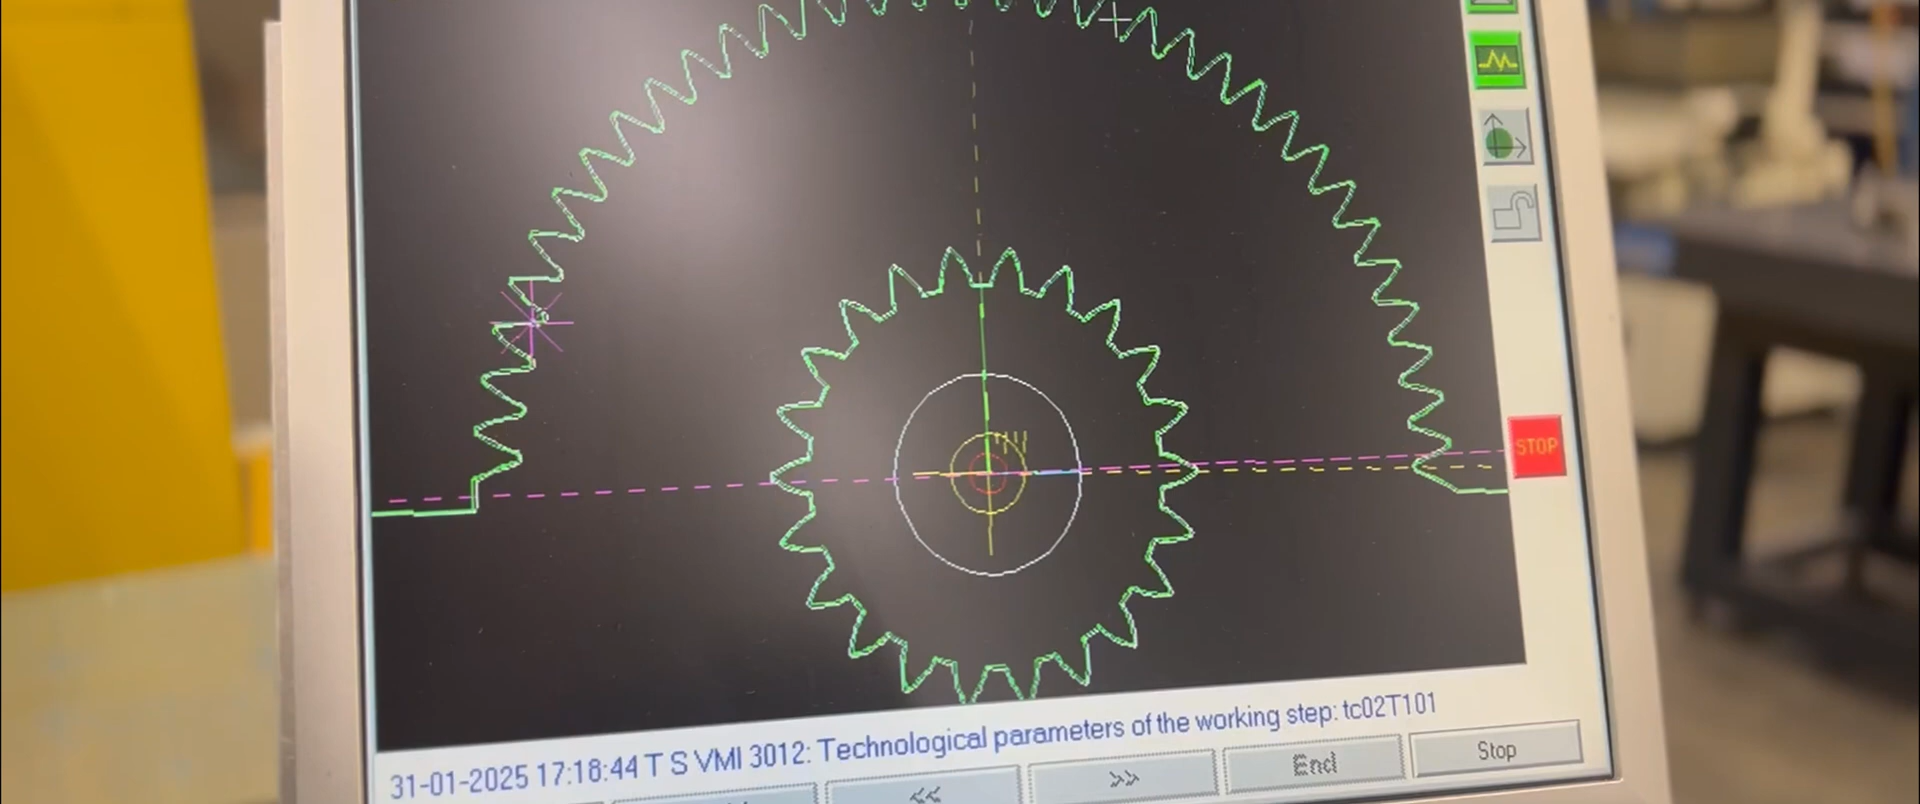 STOP
31-01-2025 17:18:44 T S VMI 3012: Technological parameters of the working step: tc02T101
<<
>>
End
Stop